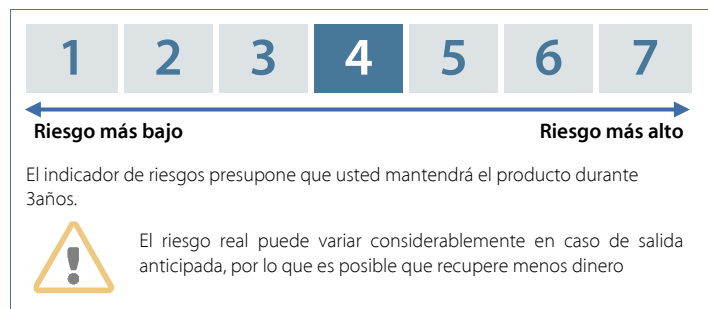 1 2 3 4 5 6 7
Riesgo más bajo Riesgo más alto
El indicador de riesgos presupone que usted mantendrá el producto durante
3años.
El riesgo real puede variar considerablemente en caso de salida
anticipada, por lo que es posible que recupere menos dinero